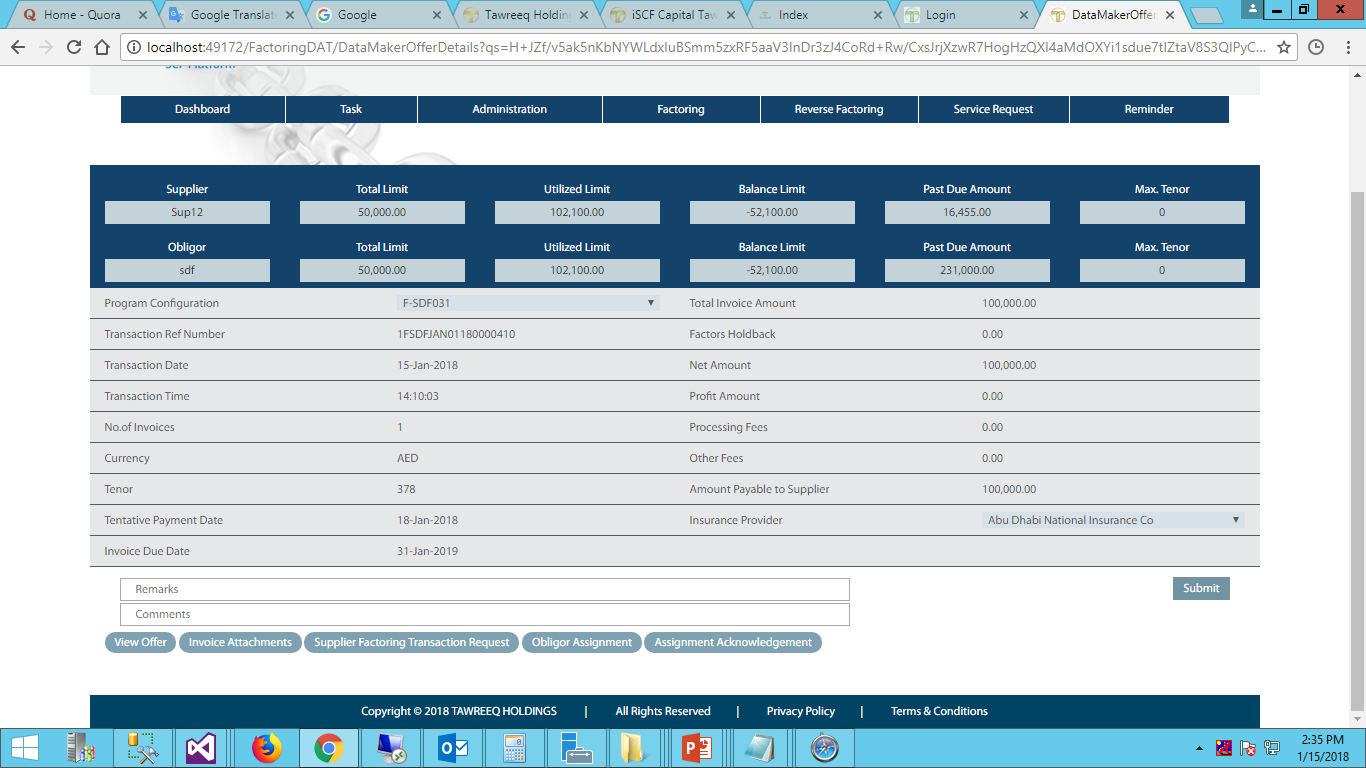 Home - Quora
Google Translat
Google
Tawreeq Holdin
iSCF Capital Taw
Index
Login
DataMakerOffer
localhost:49172/FactoringDAT/DataMakerOfferDetails?qs=
Dashboard Task Administration Factoring Reverse Factoring Service Request Reminder
Supplier Total Limit Utilized Limit Balance Limit Past Due Amount Max. Tenor
Sup12 50,000.00 102,100.00 -52,100.00 16,455.00 0
Obligor Total Limit Utilized Limit Balance Limit Past Due Amount Max. Tenor
sdf 50,000.00 102,100.00 -52,100.00 231,000.00 0
Program Configuration F-SDF031 Total Invoice Amount 100,000.00
Transaction Ref Number 1FSDFJAN01180000410 Factors Holdback 0.00
Transaction Date 15-Jan-2018 Net Amount 100,000.00
Transaction Time 14:10:03 Profit Amount 0.00
No.of Invoices 1 Processing Fees 0.00
Currency AED Other Fees 0.00
Tenor 378 Amount Payable to Supplier 100,000.00
Tentative Payment Date 18-Jan-2018 Insurance Provider Abu Dhabi National Insurance Co
Invoice Due Date 31-Jan-2019
Remarks Submit
Comments
View Offer Invoice Attachments Supplier Factoring Transaction Request Obligor Assignment Assignment Acknowledgement
Copyright © 2018 TAWREEQ HOLDINGS | All Rights Reserved | Privacy Policy | Terms & Conditions
2:35 PM
1/15/2018